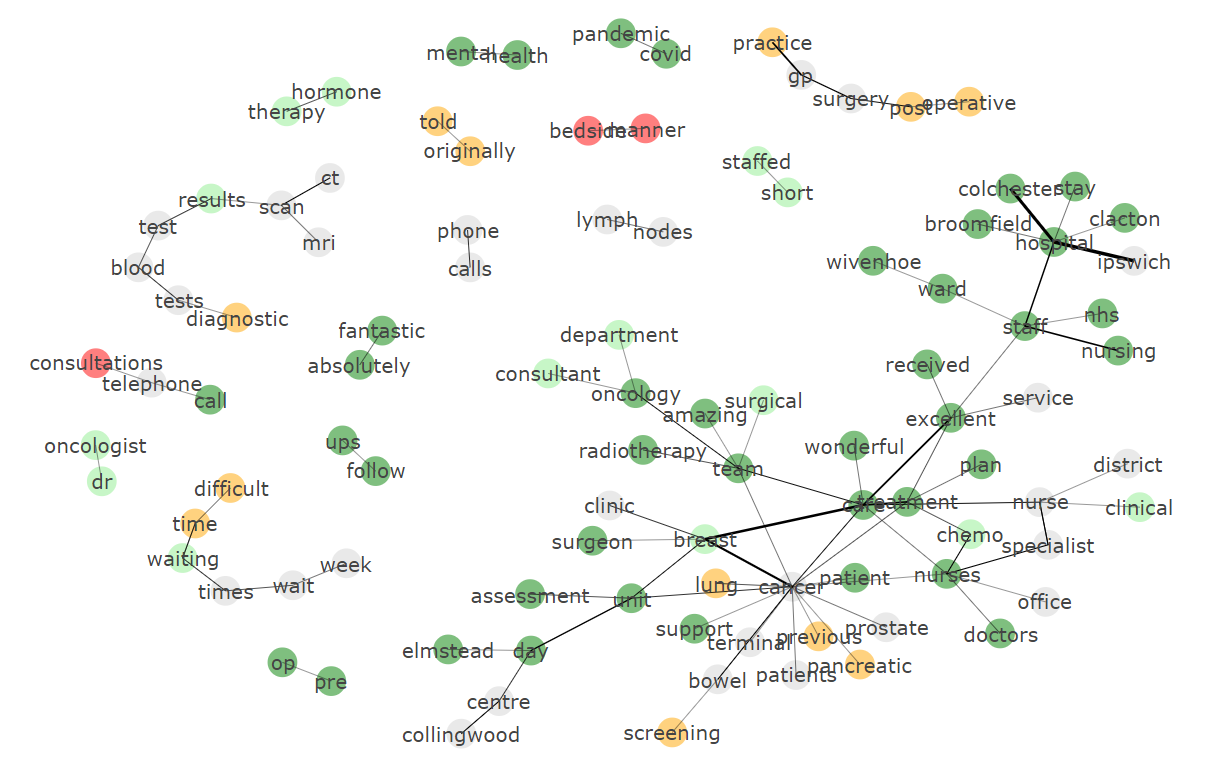 pandemic
practice
mental
health
covid
gp
hormone
surgery
post
operative
therapy
told
bedside
manner
originally
staffed
ct
short
colchester
stay
results
scan
test
lymph
broomfield
clacton
phone
nodes
mri
hospital
blood
calls
wivenhoe
ipswich
ward
tests
diagnostic
fantastic
department
staff
nhs
nursing
consultations
absolutely
consultant
received
telephone
oncology
call
amazing
surgical
service
excellent
oncologist
ups
radiotherapy
wonderful
follow
team
plan
district
dr
difficult
clinic
care
treatment
nurse
clinical
time
surgeon
breast
chemo
specialist
waiting
week
times
wait
lung
cancer
patient
nurses
assessment
unit
office
support
previous
prostate
doctors
terminal
elmstead
day
op
pre
bowel
patients
pancreatic
centre
collingwood
screening